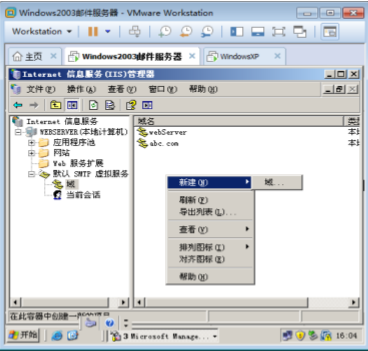 Windows2003邮件服务器 - VMware Workstation
Workstation
主页
Windows2003邮件服务器
WindowsXP
Internet 信息服务(IIS)管理器
文件(F) 操作(A) 查看(V) 窗口(W) 帮助(H)
Internet 信息服务
WEBSERVER(本地计算机)
应用程序池
网站
Web 服务扩展
默认 SMTP 虚拟服务
域
当前会话
域名
webServer
abc.com
新建(N)
域...
刷新(F)
导出列表(L)...
查看(V)
排列图标(I)
对齐图标(E)
帮助(H)
在此容器中创建一
开始
3 Microsoft Manage...
16:04